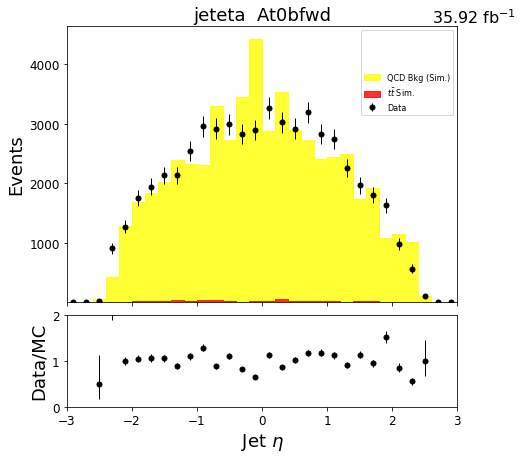 jeteta At0bfwd
35.92 fb⁻¹
QCD Bkg (Sim.)
tt̄ Sim.
Data
Events
4000
3000
2000
1000
Data/MC
2
1
0
−3 −2 −1 0 1 2 3
Jet η